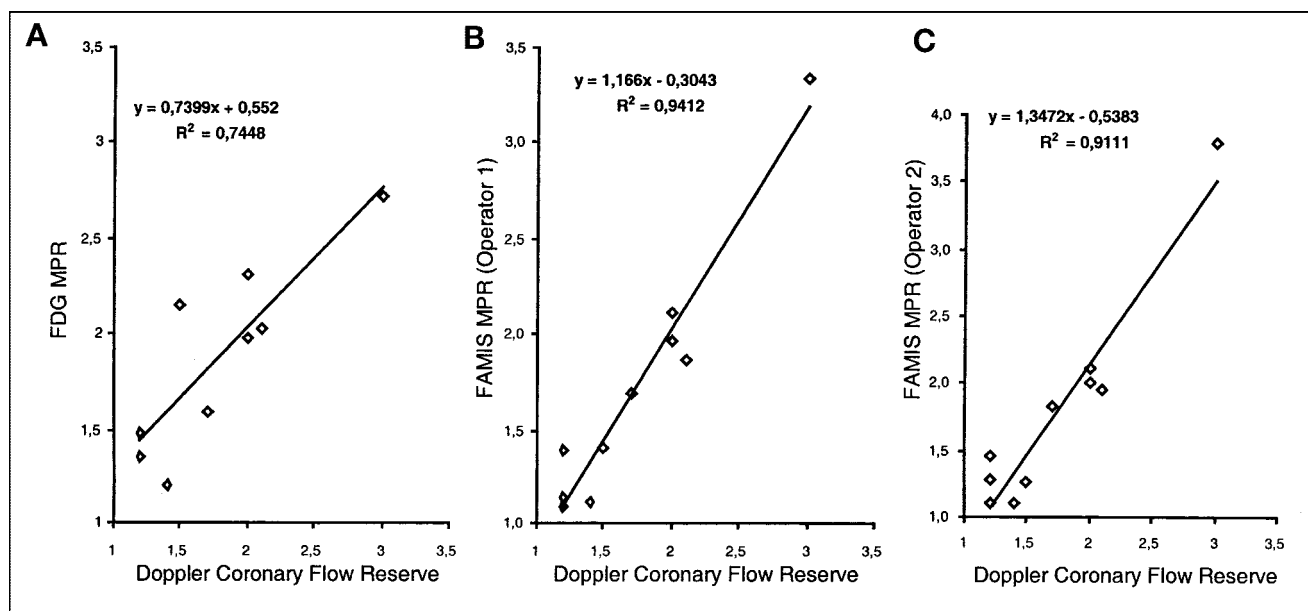 A
3,5
y = 0,7399x + 0,552
R² = 0,7448
3
2,5
2
1,5
1
FDG MPR
1 1,5 2 2,5 3 3,5
Doppler Coronary Flow Reserve
B
3,5
y = 1,166x - 0,3043
R² = 0,9412
3,0
2,5
2,0
1,5
1,0
FAMIS MPR (Operator 1)
1 1,5 2 2,5 3 3,5
Doppler Coronary Flow Reserve
C
4,0
y = 1,3472x - 0,5383
R² = 0,9111
3,5
3,0
2,5
2,0
1,5
1,0
FAMIS MPR (Operator 2)
1 1,5 2 2,5 3 3,5
Doppler Coronary Flow Reserve